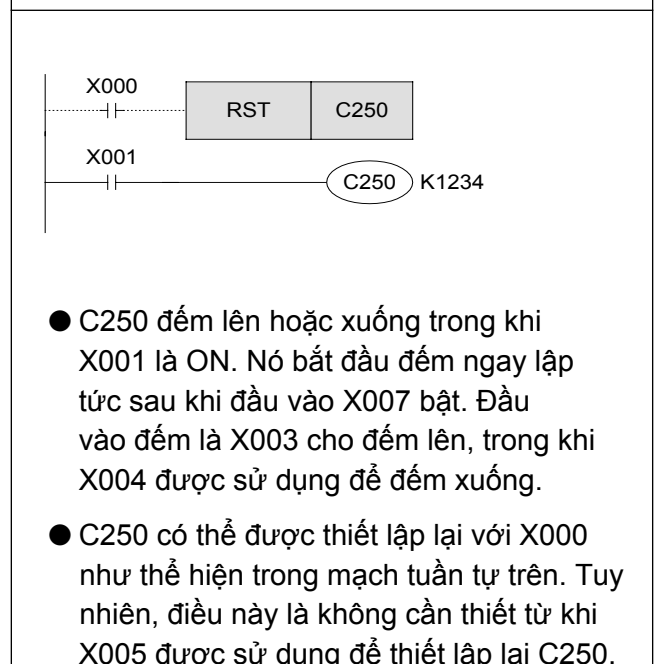 X000
RST C250
X001
C250 K1234
● C250 đếm lên hoặc xuống trong khi
X001 là ON. Nó bắt đầu đếm ngay lập
tức sau khi đầu vào X007 bật. Đầu
vào đếm là X003 cho đếm lên, trong khi
X004 được sử dụng để đếm xuống.
● C250 có thể được thiết lập lại với X000
như thể hiện trong mạch tuần tự trên. Tuy
nhiên, điều này là không cần thiết từ khi
X005 được sử dụng để thiết lập lại C250.